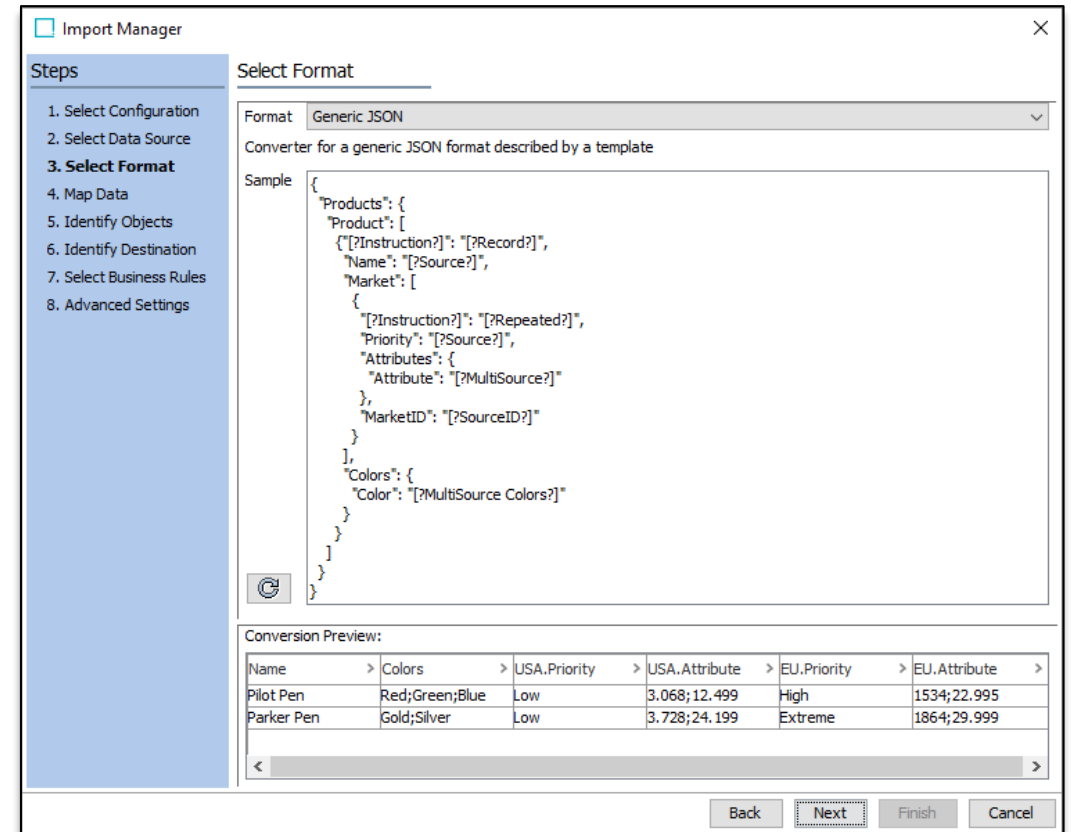 Import Manager
Steps
1. Select Configuration
2. Select Data Source
3. Select Format
4. Map Data
5. Identify Objects
6. Identify Destination
7. Select Business Rules
8. Advanced Settings
Select Format
Format Generic JSON
Converter for a generic JSON format described by a template
Sample
{
"Products": {
"Product": [
{"[?Instruction?]": "[?Record?]",
"Name": "[?Source?]",
"Market": [
{
"[?Instruction?]": "[?Repeated?]",
"Priority": "[?Source?]",
"Attributes": {
"Attribute": "[?MultiSource?]"
},
"MarketID": "[?SourceID?]"
}
],
"Colors": {
"Color": "[?MultiSource Colors?]"
}
}
]
}
}
Conversion Preview:
Name > Colors > USA.Priority > USA.Attribute > EU.Priority > EU.Attribute >
Pilot Pen Red;Green;Blue Low 3.068;12.499 High 1534;22.995
Parker Pen Gold;Silver Low 3.728;24.199 Extreme 1864;29.999
Back Next Finish Cancel